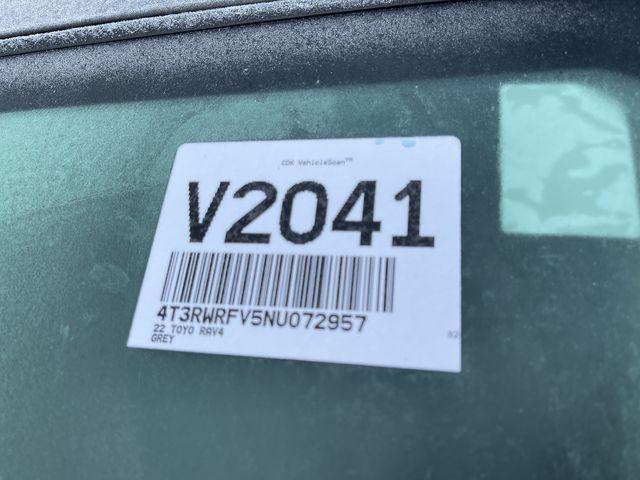 CDK VehicleScan™
V2041
4T3RWRFV5NU072957
22 TOYO RAV4
GREY